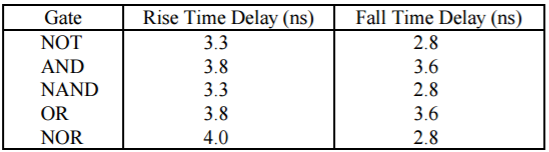 Gate Rise Time Delay (ns) Fall Time Delay (ns)
NOT 3.3 2.8
AND 3.8 3.6
NAND 3.3 2.8
OR 3.8 3.6
NOR 4.0 2.8